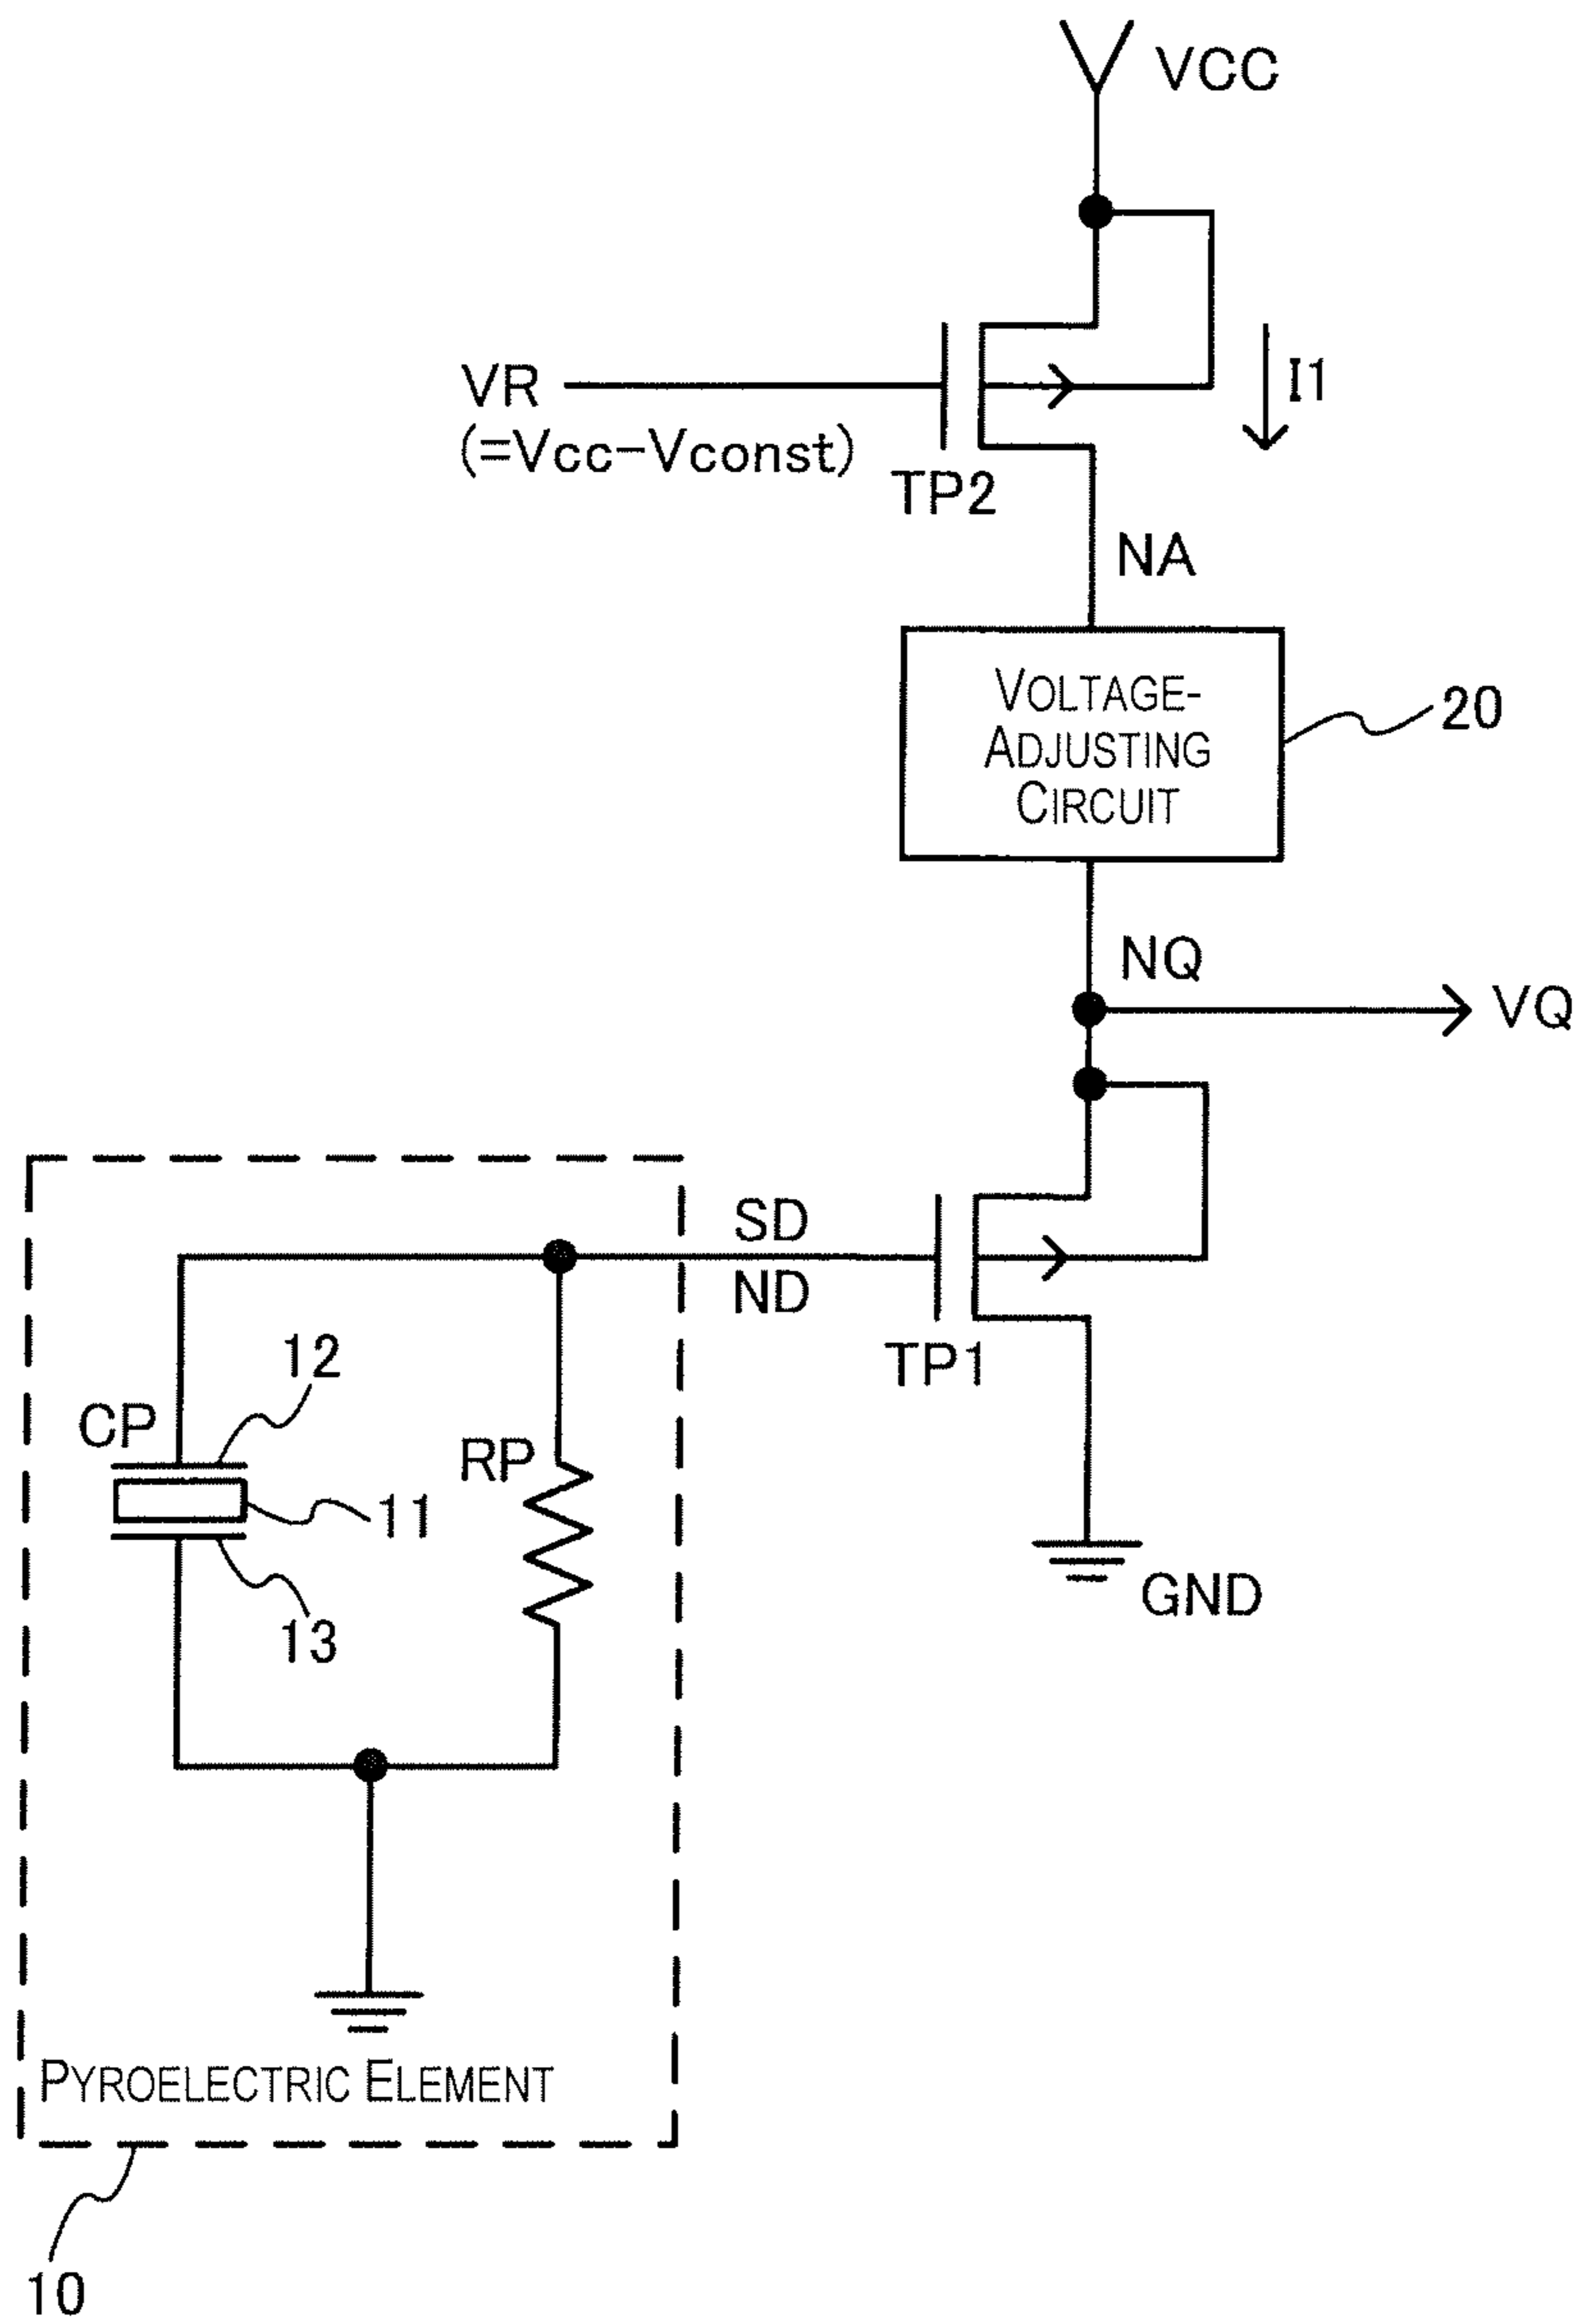 VCC
VR
(=Vcc-Vconst)
I1
TP2
NA
VOLTAGE-
ADJUSTING
CIRCUIT
20
NQ
VQ
SD
ND
TP1
12
CP
RP
11
13
GND
PYROELECTRIC ELEMENT
10